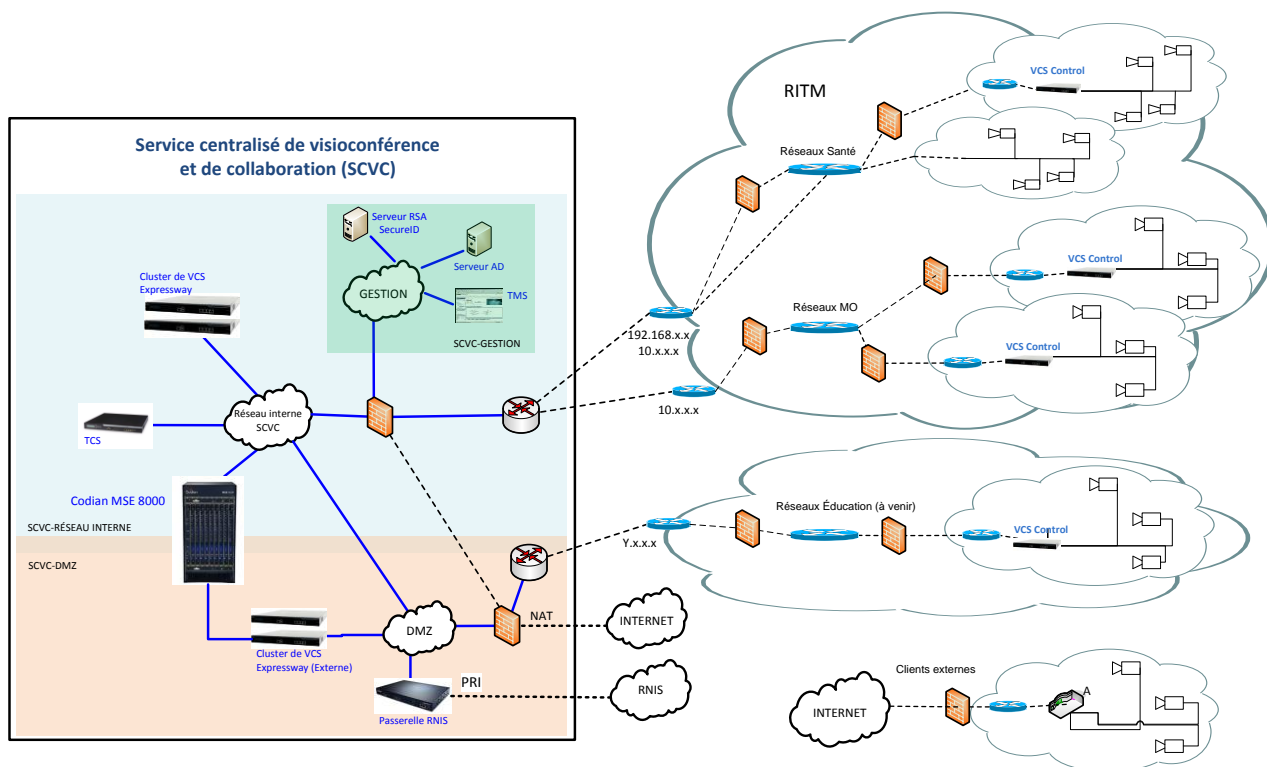 Service centralisé de visioconférence
et de collaboration (SCVC)
Serveur RSA
SecureID
Serveur AD
GESTION
TMS
SCVC-GESTION
Cluster de VCS
Expressway
Réseau interne
SCVC
TCS
Codian MSE 8000
SCVC-RÉSEAU INTERNE
SCVC-DMZ
Cluster de VCS
Expressway (Externe)
DMZ
NAT
PRI
Passerelle RNIS
INTERNET
RNIS
RITM
VCS Control
Réseaux Santé
192.168.x.x
10.x.x.x
Réseaux MO
VCS Control
VCS Control
10.x.x.x
Réseaux Éducation (à venir)
VCS Control
Y.x.x.x
Clients externes
INTERNET
A